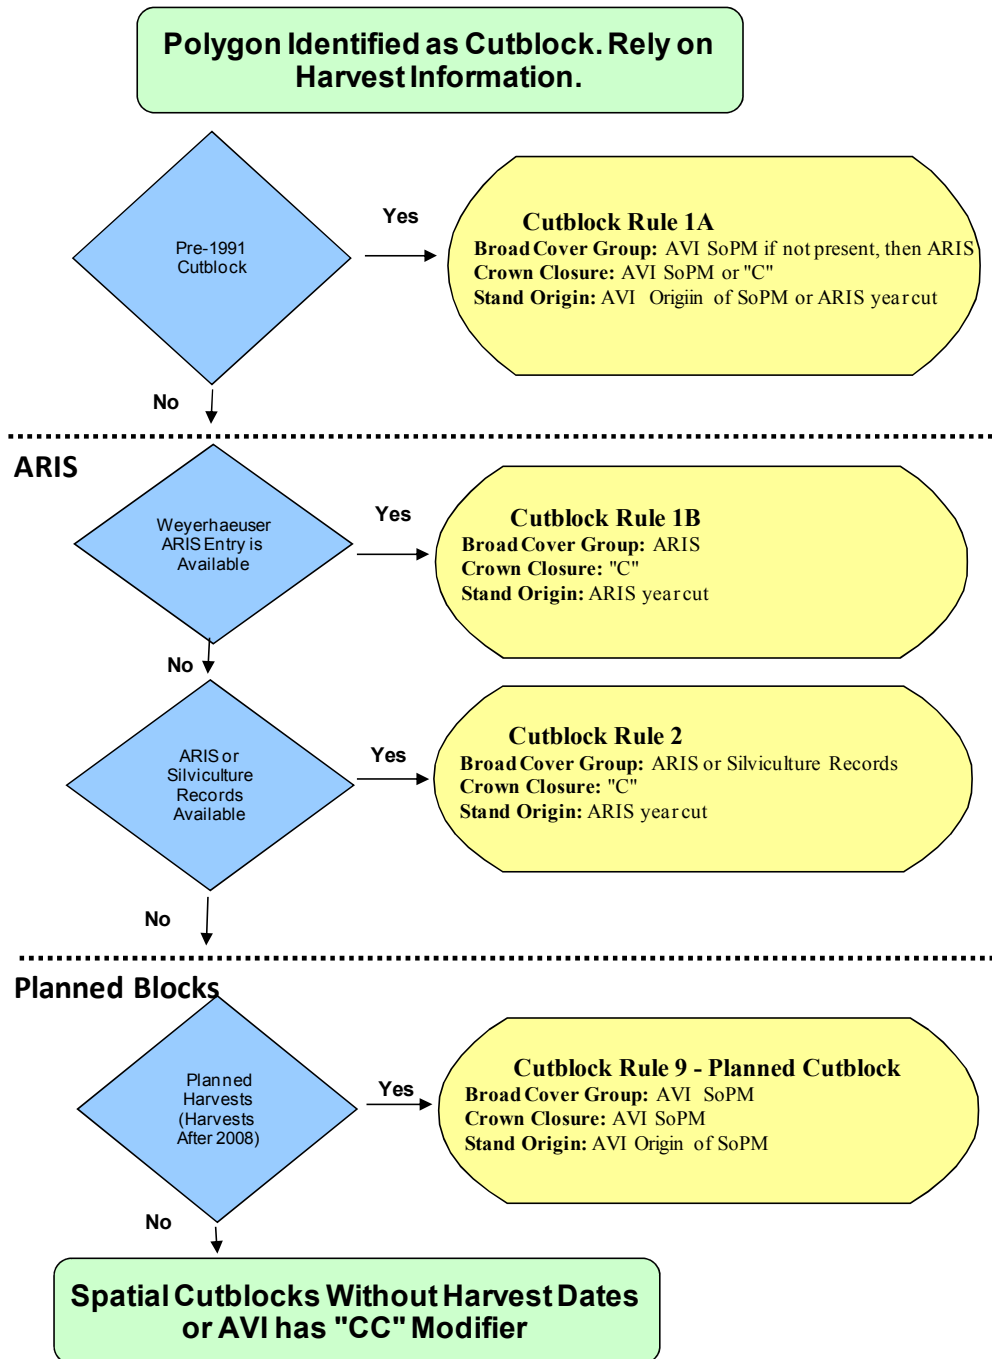 Polygon Identified as Cutblock. Rely on
Harvest Information.
Pre-1991
Cutblock
Yes
Cutblock Rule 1A
Broad Cover Group: AVI SoPM if not present, then ARIS
Crown Closure: AVI SoPM or "C"
Stand Origin: AVI Origiin of SoPM or ARIS year cut
No
ARIS
Weyerhaeuser
ARIS Entry is
Available
Yes
Cutblock Rule 1B
Broad Cover Group: ARIS
Crown Closure: "C"
Stand Origin: ARIS year cut
No
ARIS or
Silviculture
Records
Available
Yes
Cutblock Rule 2
Broad Cover Group: ARIS or Silviculture Records
Crown Closure: "C"
Stand Origin: ARIS year cut
No
Planned Blocks
Planned
Harvests
(Harvests
After 2008)
Yes
Cutblock Rule 9 - Planned Cutblock
Broad Cover Group: AVI SoPM
Crown Closure: AVI SoPM
Stand Origin: AVI Origin of SoPM
No
Spatial Cutblocks Without Harvest Dates
or AVI has "CC" Modifier